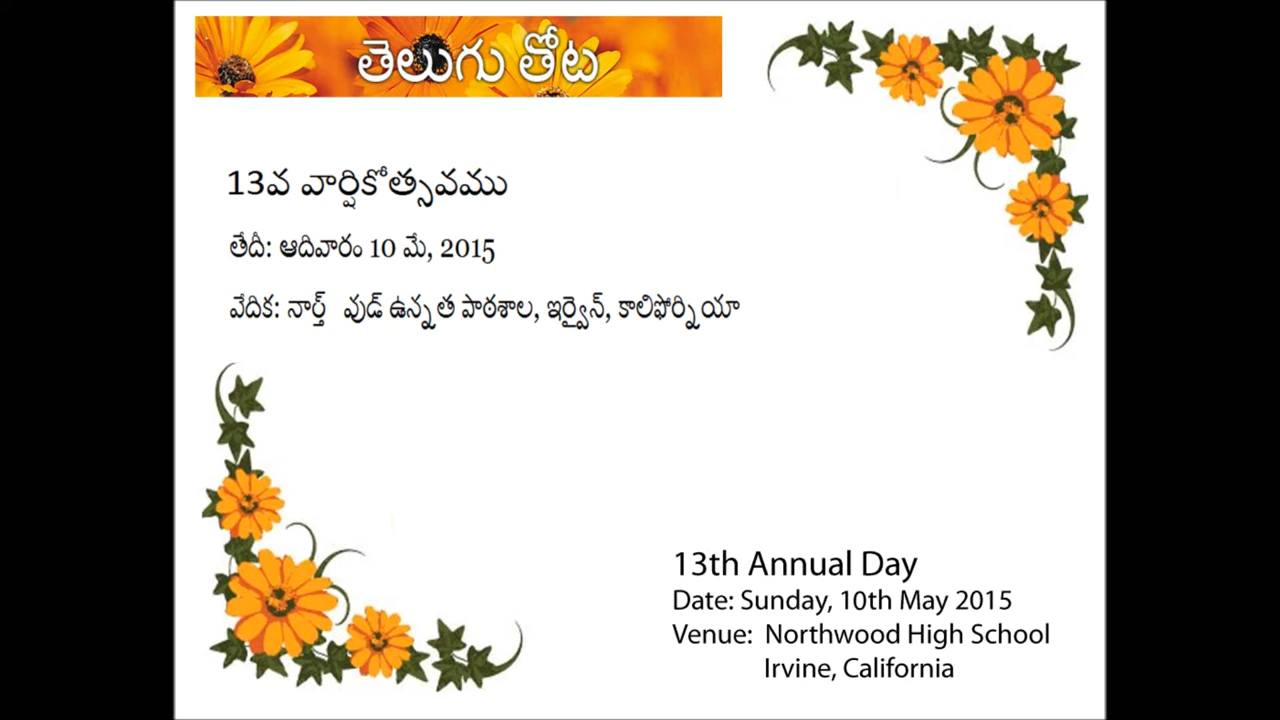 తెలుగు తోట
13వ వార్షికోత్సవము
తేదీ: ఆదివారం 10 మే, 2015
వేదిక: నార్త్ వుడ్ ఉన్నత పాఠశాల, ఇర్వైన్, కాలిఫోర్నియా
13th Annual Day
Date: Sunday, 10th May 2015
Venue: Northwood High School
Irvine, California